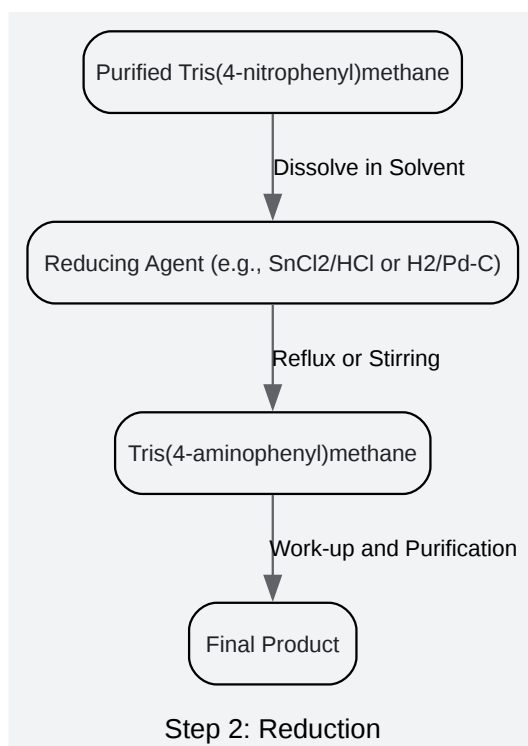 Purified Tris(4-nitrophenyl)methane
Dissolve in Solvent
Reducing Agent (e.g., SnCl2/HCl or H2/Pd-C)
Reflux or Stirring
Tris(4-aminophenyl)methane
Work-up and Purification
Final Product
Step 2: Reduction